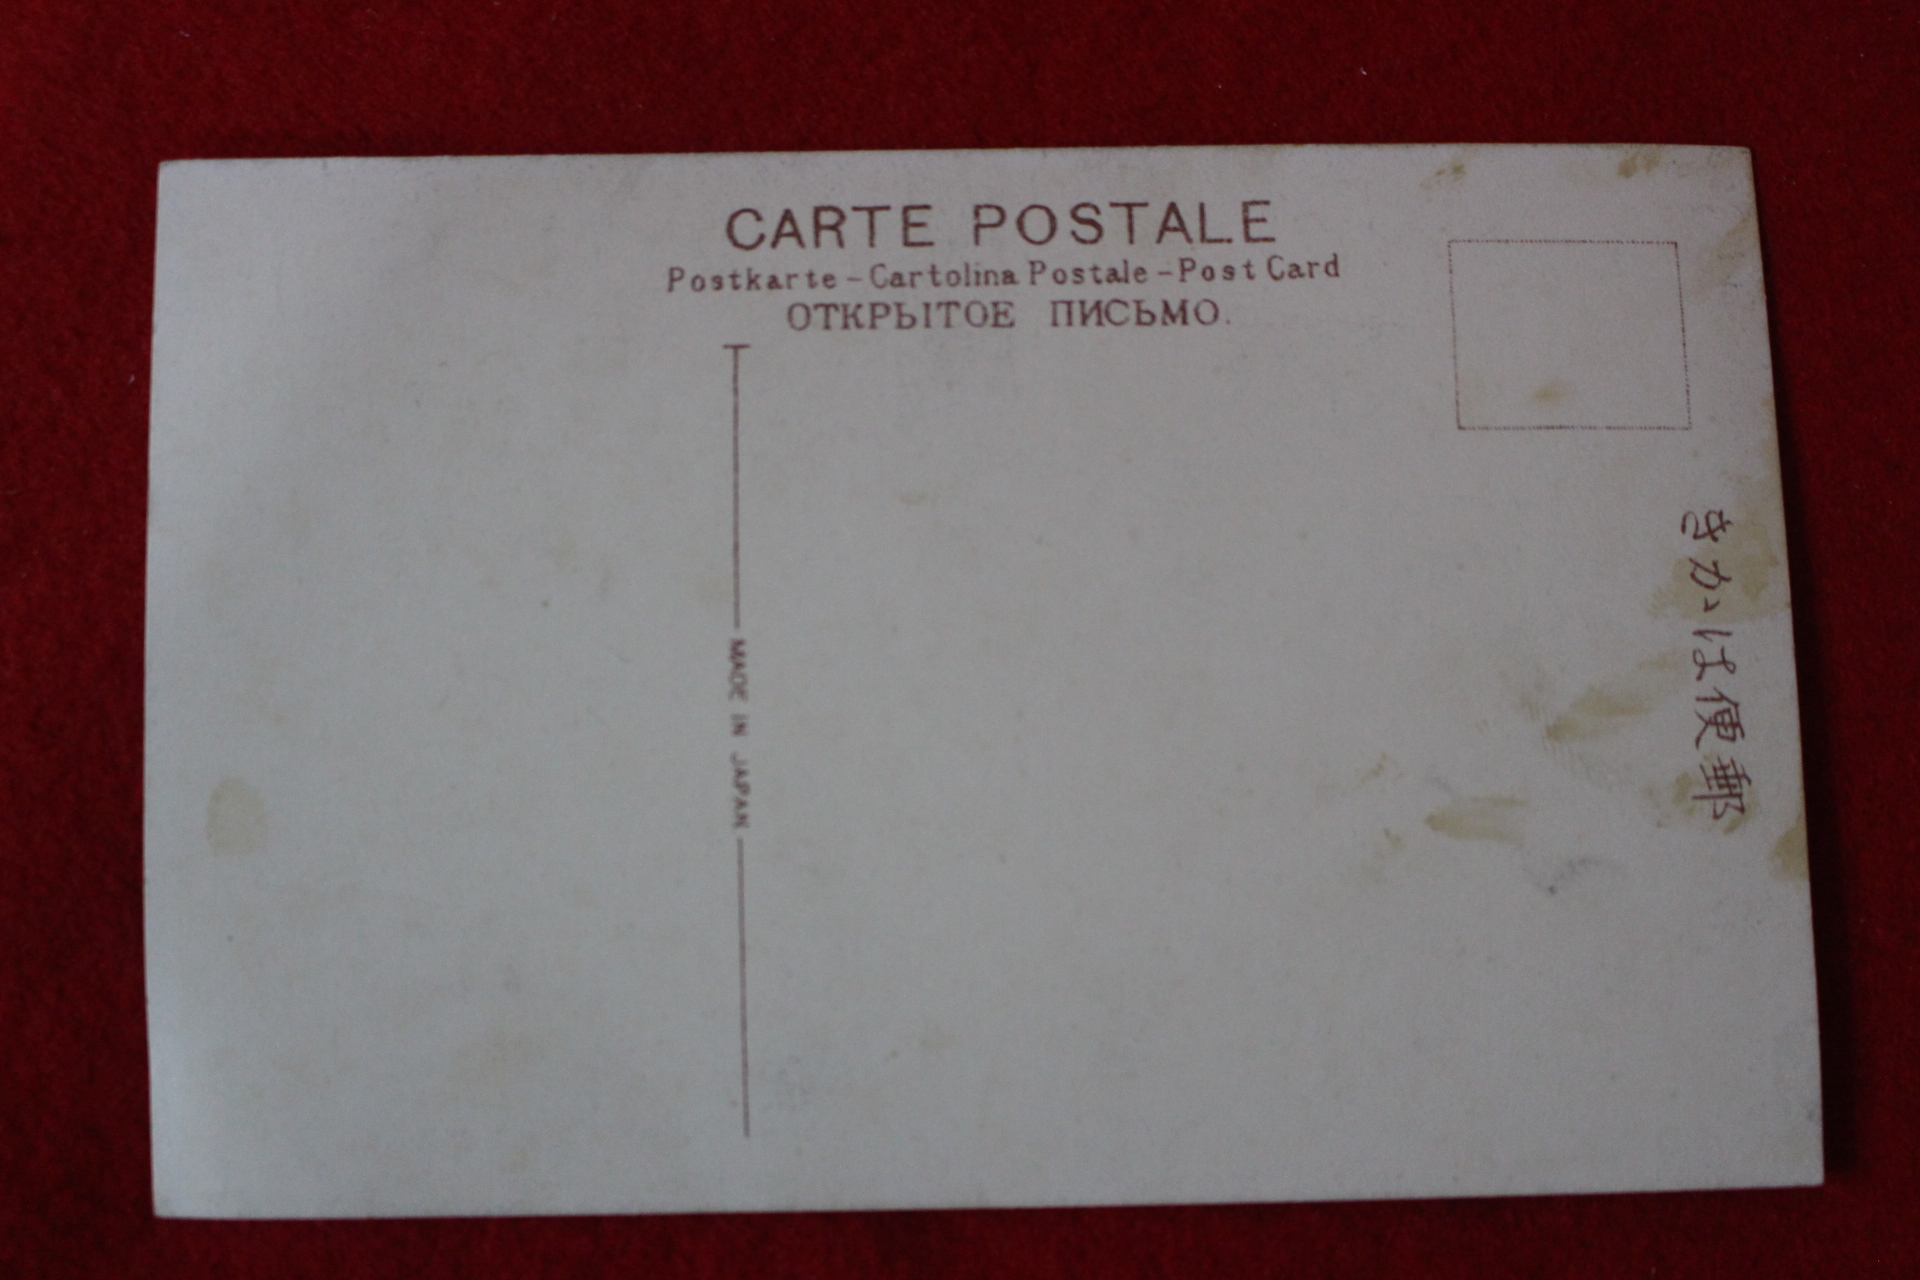 CARTE POSTALE
Postkarte – Cartolina Postale – Post Card
ОТКРЫТОЕ ПИСЬМО.
MADE IN JAPAN
きかは便郵